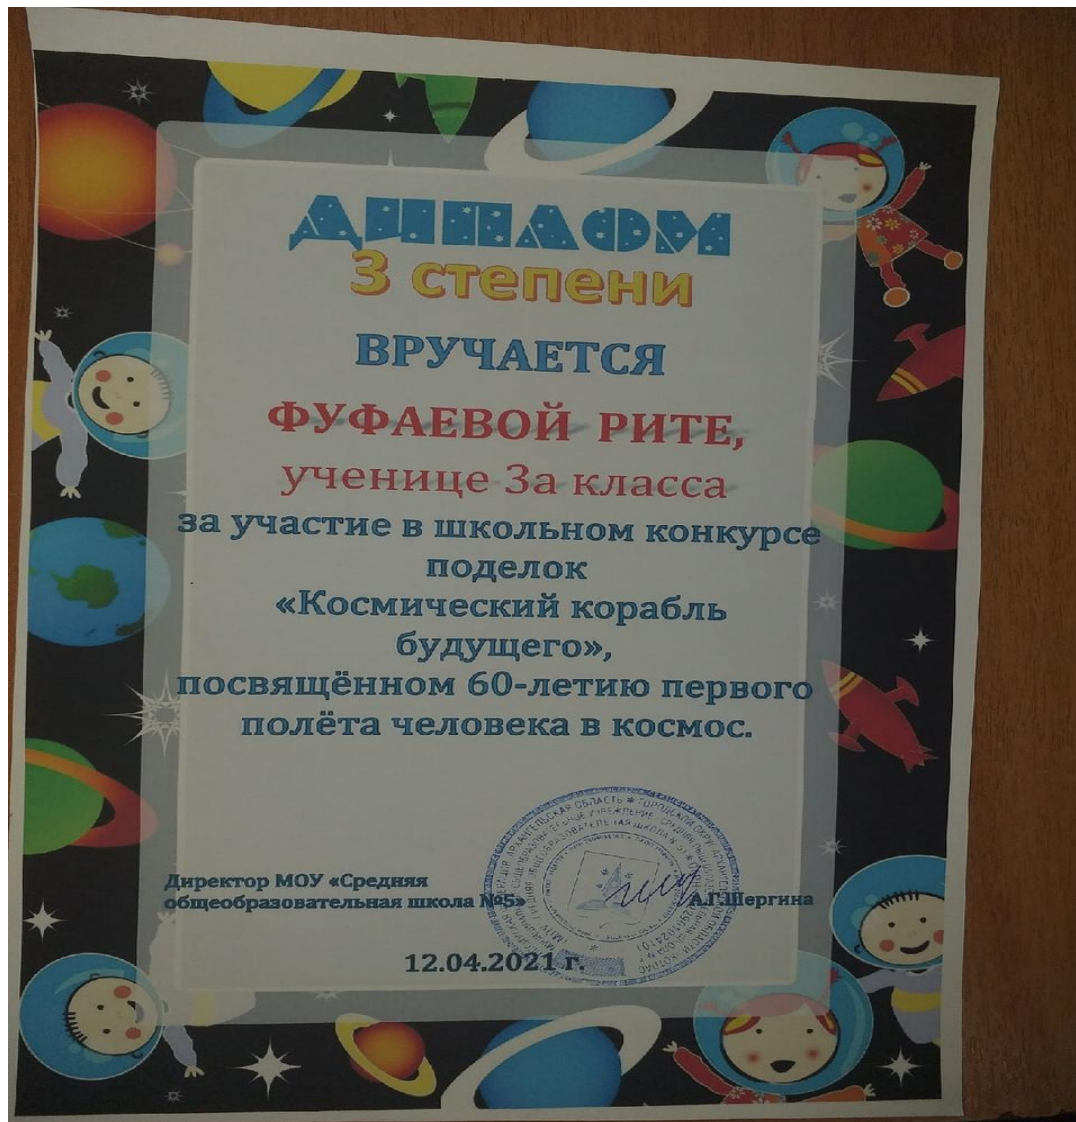 ДИПЛОМ
3 степени
ВРУЧАЕТСЯ
ФУФАЕВОЙ РИТЕ,
ученице 3а класса
за участие в школьном конкурсе
поделок
«Космический корабль
будущего»,
посвящённом 60-летию первого
полёта человека в космос.
Директор МОУ «Средняя
общеобразовательная школа №5» А.Г.Шергина
12.04.2021 г.